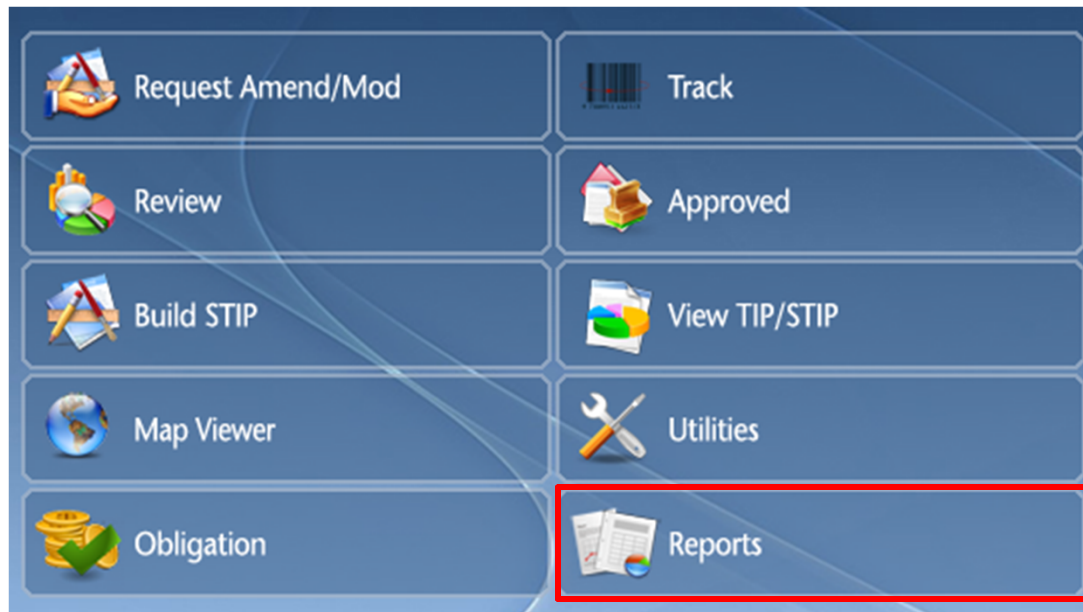 Request Amend/Mod
Track
Review
Approved
Build STIP
View TIP/STIP
Map Viewer
Utilities
Obligation
Reports